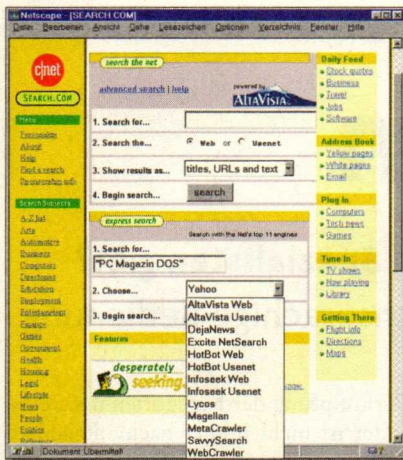 Netscape - [SEARCH.COM]
Datei Bearbeiten Ansicht Gehe Lesezeichen Optionen Verzeichnis Fenster Hilfe
c|net
SEARCH.COM
Menu
Personalize
About
Help
Find a search
Sponsorship info
Search Subjects
A-Z list
Arts
Automotive
Business
Computers
Directories
Education
Employment
Entertainment
Finance
Games
Government
Health
Housing
Legal
Lifestyle
News
People
Politics
Reference
search the net
advanced search | help
powered by
ALTAVISTA
1. Search for...
2. Search the...
Web or Usenet
3. Show results as...
titles, URLs and text
4. Begin search...
search
express search
Search with the Net's top 11 engines
1. Search for...
"PC Magazin DOS"
2. Choose...
Yahoo
3. Begin search...
AltaVista Web
AltaVista Usenet
DejaNews
Excite NetSearch
HotBot Web
HotBot Usenet
Infoseek Web
Infoseek Usenet
Lycos
Magellan
MetaCrawler
SavvySearch
WebCrawler
Features
desperately
seeking
Daily Feed
Stock quotes
Business
Travel
Jobs
Software
Address Book
Yellow pages
White pages
Email
Plug In
Computers
Tech news
Games
Tune In
TV shows
Now playing
Library
Getting There
Flight info
Directions
Maps
Dokument Übermittelt